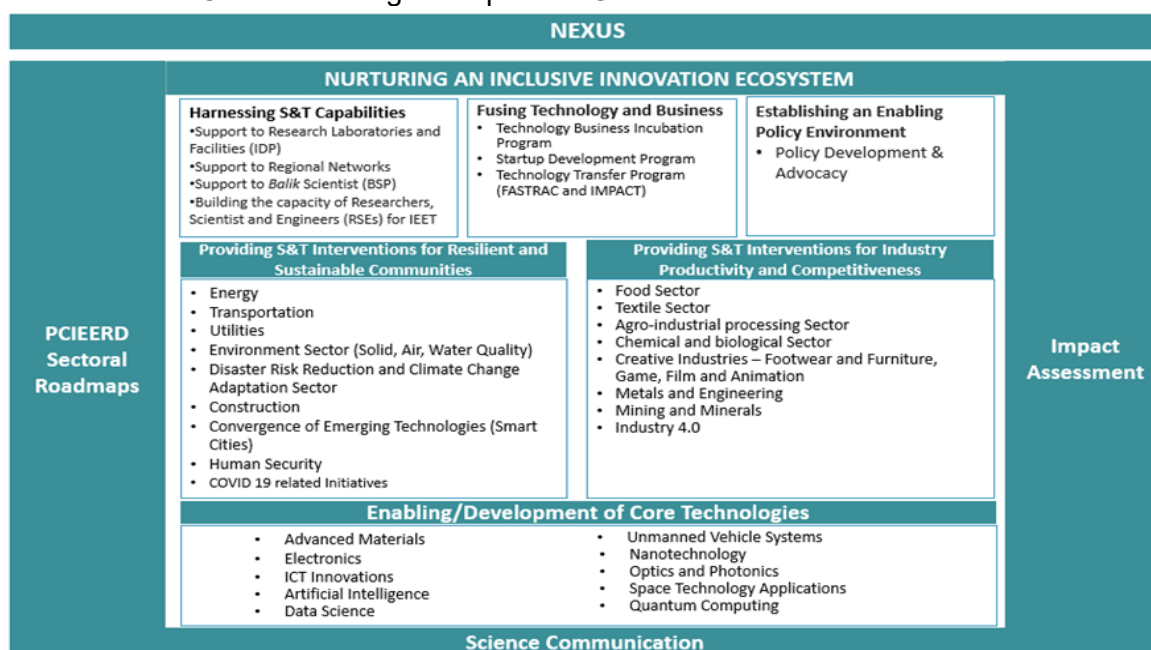 NEXUS
NURTURING AN INCLUSIVE INNOVATION ECOSYSTEM
Harnessing S&T Capabilities
•Support to Research Laboratories and
Facilities (IDP)
•Support to Regional Networks
•Support to Balik Scientist (BSP)
•Building the capacity of Researchers,
Scientist and Engineers (RSEs) for IEET
Fusing Technology and Business
• Technology Business Incubation
Program
• Startup Development Program
• Technology Transfer Program
(FASTRAC and IMPACT)
Establishing an Enabling
Policy Environment
• Policy Development &
Advocacy
PCIEERD
Sectoral
Roadmaps
Providing S&T Interventions for Resilient and
Sustainable Communities
• Energy
• Transportation
• Utilities
• Environment Sector (Solid, Air, Water Quality)
• Disaster Risk Reduction and Climate Change
Adaptation Sector
• Construction
• Convergence of Emerging Technologies (Smart
Cities)
• Human Security
• COVID 19 related Initiatives
Providing S&T Interventions for Industry
Productivity and Competitiveness
• Food Sector
• Textile Sector
• Agro-industrial processing Sector
• Chemical and biological Sector
• Creative Industries – Footwear and Furniture,
Game, Film and Animation
• Metals and Engineering
• Mining and Minerals
• Industry 4.0
Impact
Assessment
Enabling/Development of Core Technologies
• Advanced Materials
• Electronics
• ICT Innovations
• Artificial Intelligence
• Data Science
• Unmanned Vehicle Systems
• Nanotechnology
• Optics and Photonics
• Space Technology Applications
• Quantum Computing
Science Communication